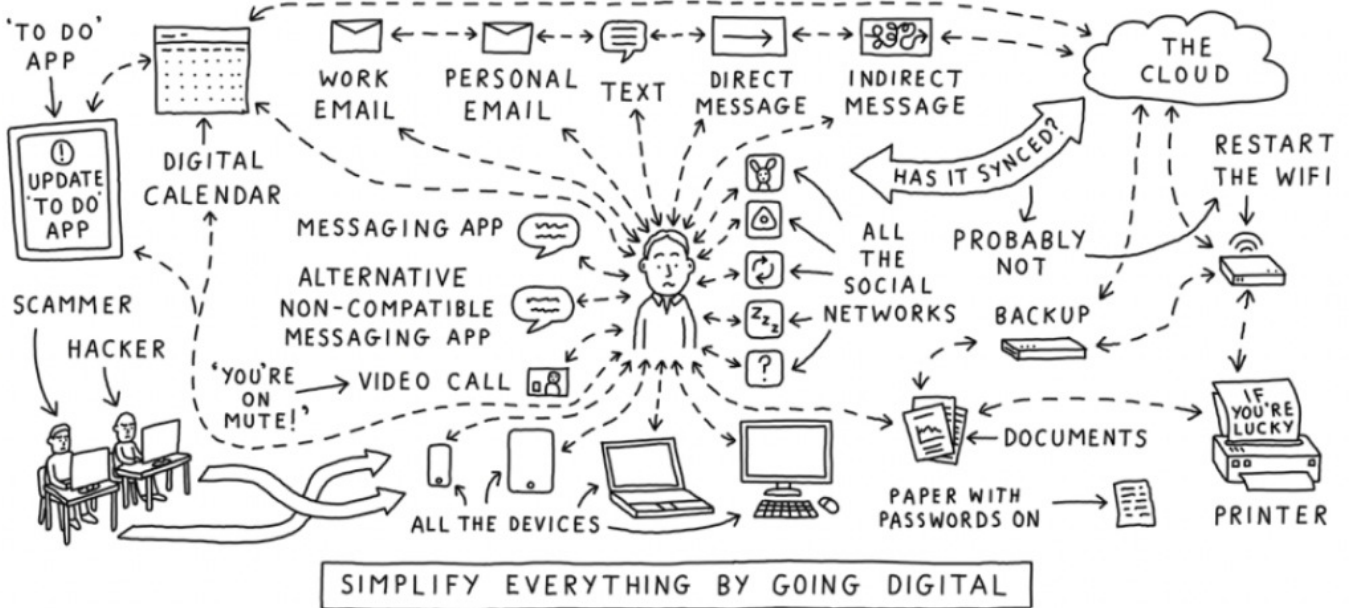 'TO DO'
APP
!
UPDATE
'TO DO'
APP
DIGITAL
CALENDAR
WORK
EMAIL
PERSONAL
EMAIL
TEXT
DIRECT
MESSAGE
INDIRECT
MESSAGE
THE
CLOUD
HAS IT SYNCED?
PROBABLY
NOT
RESTART
THE WIFI
MESSAGING APP
ALTERNATIVE
NON-COMPATIBLE
MESSAGING APP
'YOU'RE
ON
MUTE!'
VIDEO CALL
ZZZ
?
ALL
THE
SOCIAL
NETWORKS
BACKUP
SCAMMER
HACKER
ALL THE DEVICES
DOCUMENTS
PAPER WITH
PASSWORDS ON
IF
YOU'RE
LUCKY
PRINTER
SIMPLIFY EVERYTHING BY GOING DIGITAL